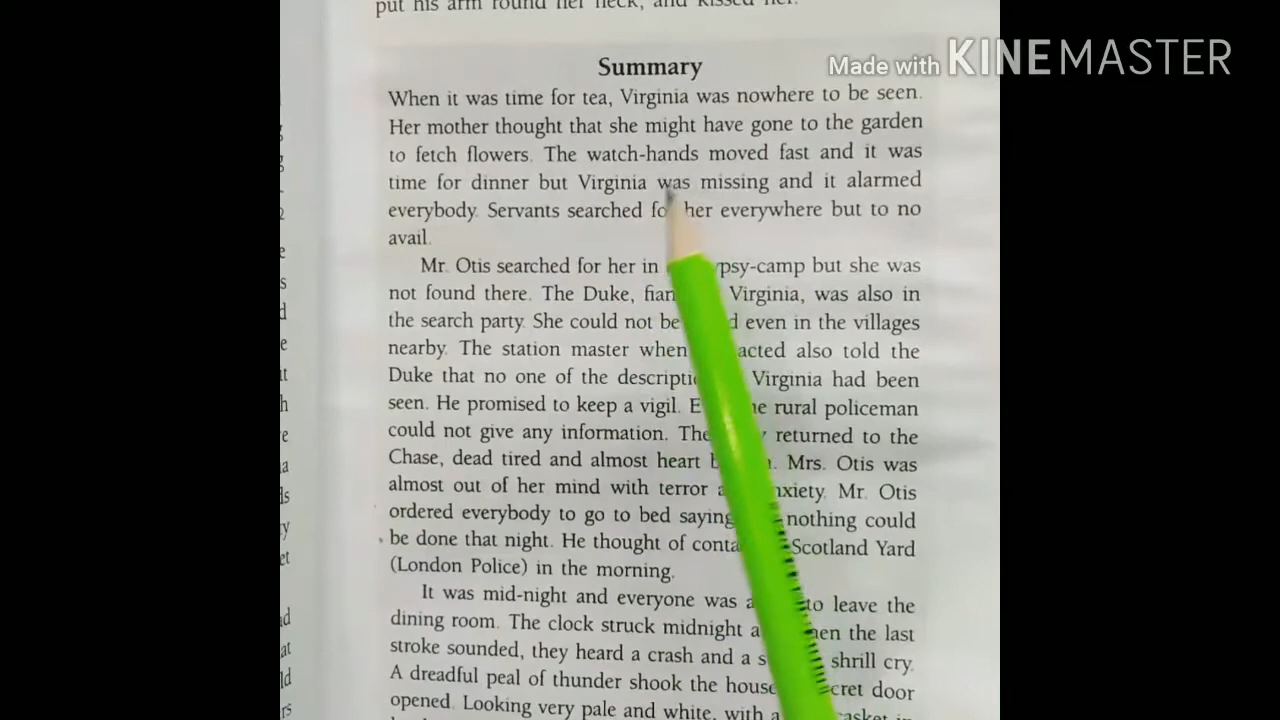 put his arm round her neck, and kissed her.
Made with KINEMASTER
Summary
When it was time for tea, Virginia was nowhere to be seen.
Her mother thought that she might have gone to the garden
to fetch flowers. The watch-hands moved fast and it was
time for dinner but Virginia was missing and it alarmed
everybody. Servants searched for her everywhere but to no
avail.
Mr. Otis searched for her in ypsy-camp but she was
not found there. The Duke, fian Virginia, was also in
the search party. She could not be d even in the villages
nearby. The station master when acted also told the
Duke that no one of the descripti Virginia had been
seen. He promised to keep a vigil. E e rural policeman
could not give any information. The y returned to the
Chase, dead tired and almost heart b . Mrs. Otis was
almost out of her mind with terror a nxiety. Mr. Otis
ordered everybody to go to bed saying nothing could
be done that night. He thought of conta Scotland Yard
(London Police) in the morning.
It was mid-night and everyone was a to leave the
dining room. The clock struck midnight a hen the last
stroke sounded, they heard a crash and a s shrill cry.
A dreadful peal of thunder shook the house cret door
opened. Looking very pale and white, with a casket in